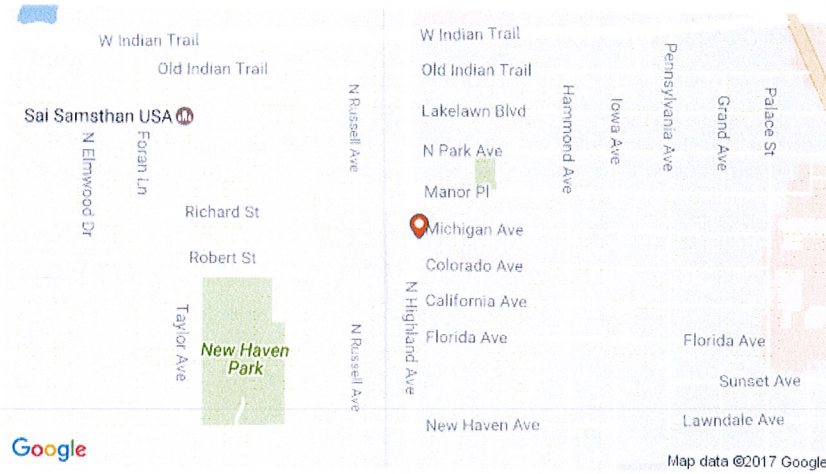 W Indian Trail
W Indian Trail
Old Indian Trail
Old Indian Trail
Pennsylvania Ave
Sai Samsthan USA
N Russell Ave
Lakelawn Blvd
Hammond Ave
Iowa Ave
Grand Ave
Palace St
N Elmwood Dr
Foran Ln
N Park Ave
Manor Pl
Richard St
Michigan Ave
Robert St
Colorado Ave
N Highland Ave
California Ave
Taylor Ave
New Haven
Park
N Russell Ave
Florida Ave
Florida Ave
Sunset Ave
New Haven Ave
Lawndale Ave
Google
Map data ©2017 Google